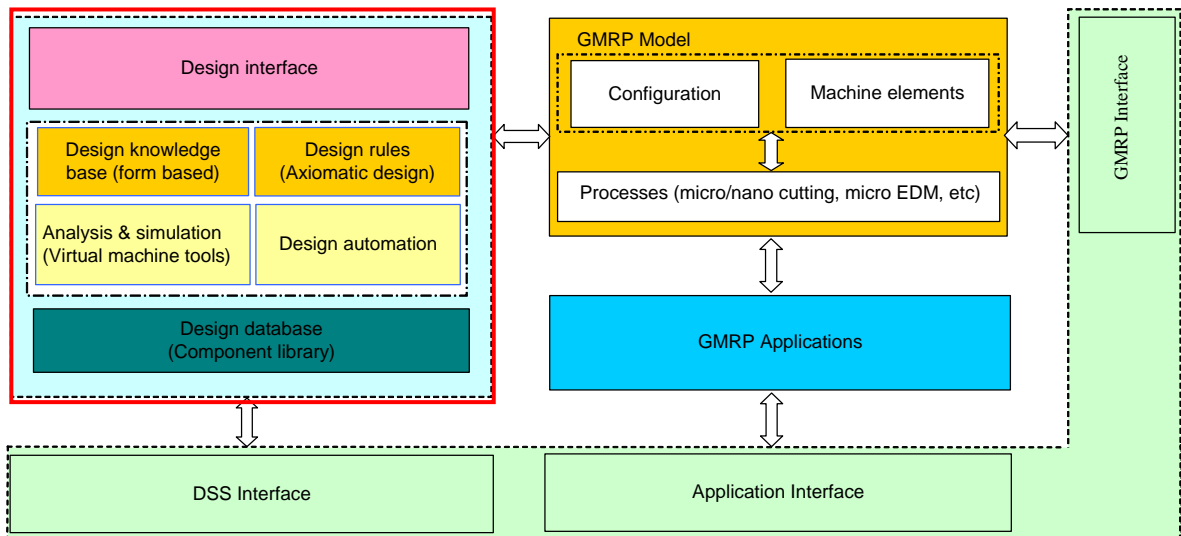 Design interface
Design knowledge
base (form based)
Design rules
(Axiomatic design)
Analysis & simulation
(Virtual machine tools)
Design automation
Design database
(Component library)
GMRP Model
Configuration
Machine elements
Processes (micro/nano cutting, micro EDM, etc)
GMRP Applications
GMRP Interface
DSS Interface
Application Interface